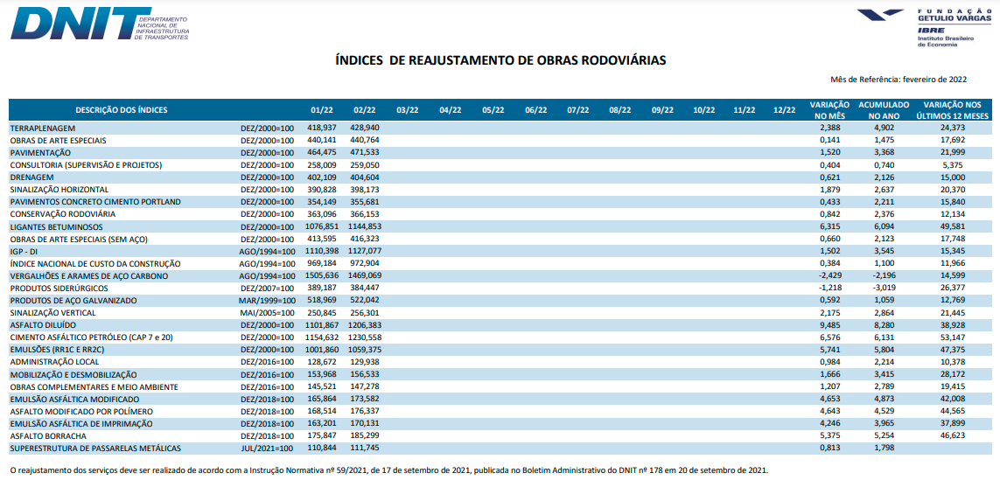 DNIT DEPARTAMENTO
NACIONAL DE
INFRAESTRUTURA
DE TRANSPORTES
FUNDAÇÃO
GETULIO VARGAS
IBRE
Instituto Brasileiro
de Economia
ÍNDICES DE REAJUSTAMENTO DE OBRAS RODOVIÁRIAS
Mês de Referência: fevereiro de 2022
DESCRIÇÃO DOS ÍNDICES 01/22 02/22 03/22 04/22 05/22 06/22 07/22 08/22 09/22 10/22 11/22 12/22 VARIAÇÃO NO MÊS ACUMULADO NO ANO VARIAÇÃO NOS ÚLTIMOS 12 MESES
TERRAPLENAGEM DEZ/2000=100 418,937 428,940 2,388 4,902 24,373
OBRAS DE ARTE ESPECIAIS DEZ/2000=100 440,141 440,764 0,141 1,475 17,692
PAVIMENTAÇÃO DEZ/2000=100 464,475 471,533 1,520 3,368 21,999
CONSULTORIA (SUPERVISÃO E PROJETOS) DEZ/2000=100 258,009 259,050 0,404 0,740 5,375
DRENAGEM DEZ/2000=100 402,109 404,604 0,621 2,126 15,000
SINALIZAÇÃO HORIZONTAL DEZ/2000=100 390,828 398,173 1,879 2,637 20,370
PAVIMENTOS CONCRETO CIMENTO PORTLAND DEZ/2000=100 354,149 355,681 0,433 2,211 15,840
CONSERVAÇÃO RODOVIÁRIA DEZ/2000=100 363,096 366,153 0,842 2,376 12,134
LIGANTES BETUMINOSOS DEZ/2000=100 1076,851 1144,853 6,315 6,094 49,581
OBRAS DE ARTE ESPECIAIS (SEM AÇO) DEZ/2000=100 413,595 416,323 0,660 2,123 17,748
IGP - DI AGO/1994=100 1110,398 1127,077 1,502 3,545 15,345
ÍNDICE NACIONAL DE CUSTO DA CONSTRUÇÃO AGO/1994=100 969,184 972,904 0,384 1,100 11,966
VERGALHÕES E ARAMES DE AÇO CARBONO AGO/1994=100 1505,636 1469,069 -2,429 -2,196 14,599
PRODUTOS SIDERÚRGICOS DEZ/2007=100 389,187 384,447 -1,218 -3,019 26,377
PRODUTOS DE AÇO GALVANIZADO MAR/1999=100 518,969 522,042 0,592 1,059 12,769
SINALIZAÇÃO VERTICAL MAI/2005=100 250,845 256,301 2,175 2,864 21,445
ASFALTO DILUÍDO DEZ/2000=100 1101,867 1206,383 9,485 8,280 38,928
CIMENTO ASFÁLTICO PETRÓLEO (CAP 7 e 20) DEZ/2000=100 1154,632 1230,558 6,576 6,131 53,147
EMULSÕES (RR1C E RR2C) DEZ/2000=100 1001,860 1059,375 5,741 5,804 47,375
ADMINISTRAÇÃO LOCAL DEZ/2016=100 128,672 129,938 0,984 2,214 10,378
MOBILIZAÇÃO E DESMOBILIZAÇÃO DEZ/2016=100 153,968 156,533 1,666 3,415 28,172
OBRAS COMPLEMENTARES E MEIO AMBIENTE DEZ/2016=100 145,521 147,278 1,207 2,789 19,415
EMULSÃO ASFÁLTICA MODIFICADO DEZ/2018=100 165,864 173,582 4,653 4,873 42,008
ASFALTO MODIFICADO POR POLÍMERO DEZ/2018=100 168,514 176,337 4,643 4,529 44,565
EMULSÃO ASFÁLTICA DE IMPRIMAÇÃO DEZ/2018=100 163,201 170,131 4,246 3,965 37,899
ASFALTO BORRACHA DEZ/2018=100 175,847 185,299 5,375 5,254 46,623
SUPERESTRUTURA DE PASSARELAS METÁLICAS JUL/2021=100 110,844 111,745 0,813 1,798
O reajustamento dos serviços deve ser realizado de acordo com a Instrução Normativa nº 59/2021, de 17 de setembro de 2021, publicada no Boletim Administrativo do DNIT nº 178 em 20 de setembro de 2021.